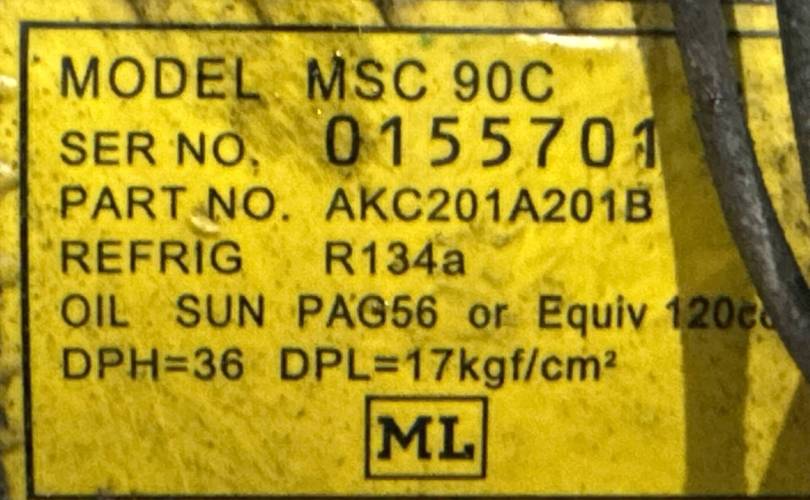 MODEL MSC 90C
SER NO. 0155701
PART NO. AKC201A201B
REFRIG R134a
OIL SUN PAG56 or Equiv 120cc
DPH=36 DPL=17kgf/cm²
ML